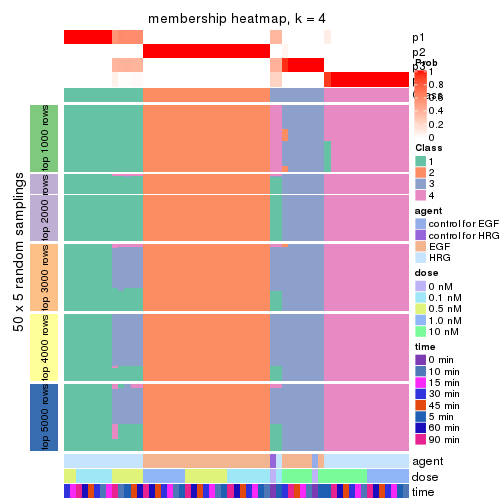 membership heatmap, k = 4
p1
p2
p3
Prob
1
0.8
0.6
0.4
0.2
0
Class
1
2
3
4
agent
control for EGF
control for HRG
EGF
HRG
dose
0 nM
0.1 nM
0.5 nM
1.0 nM
10 nM
time
0 min
10 min
15 min
30 min
45 min
5 min
60 min
90 min
50 x 5 random samplings
top 1000 rows
top 2000 rows
top 3000 rows
top 4000 rows
top 5000 rows
agent
dose
time